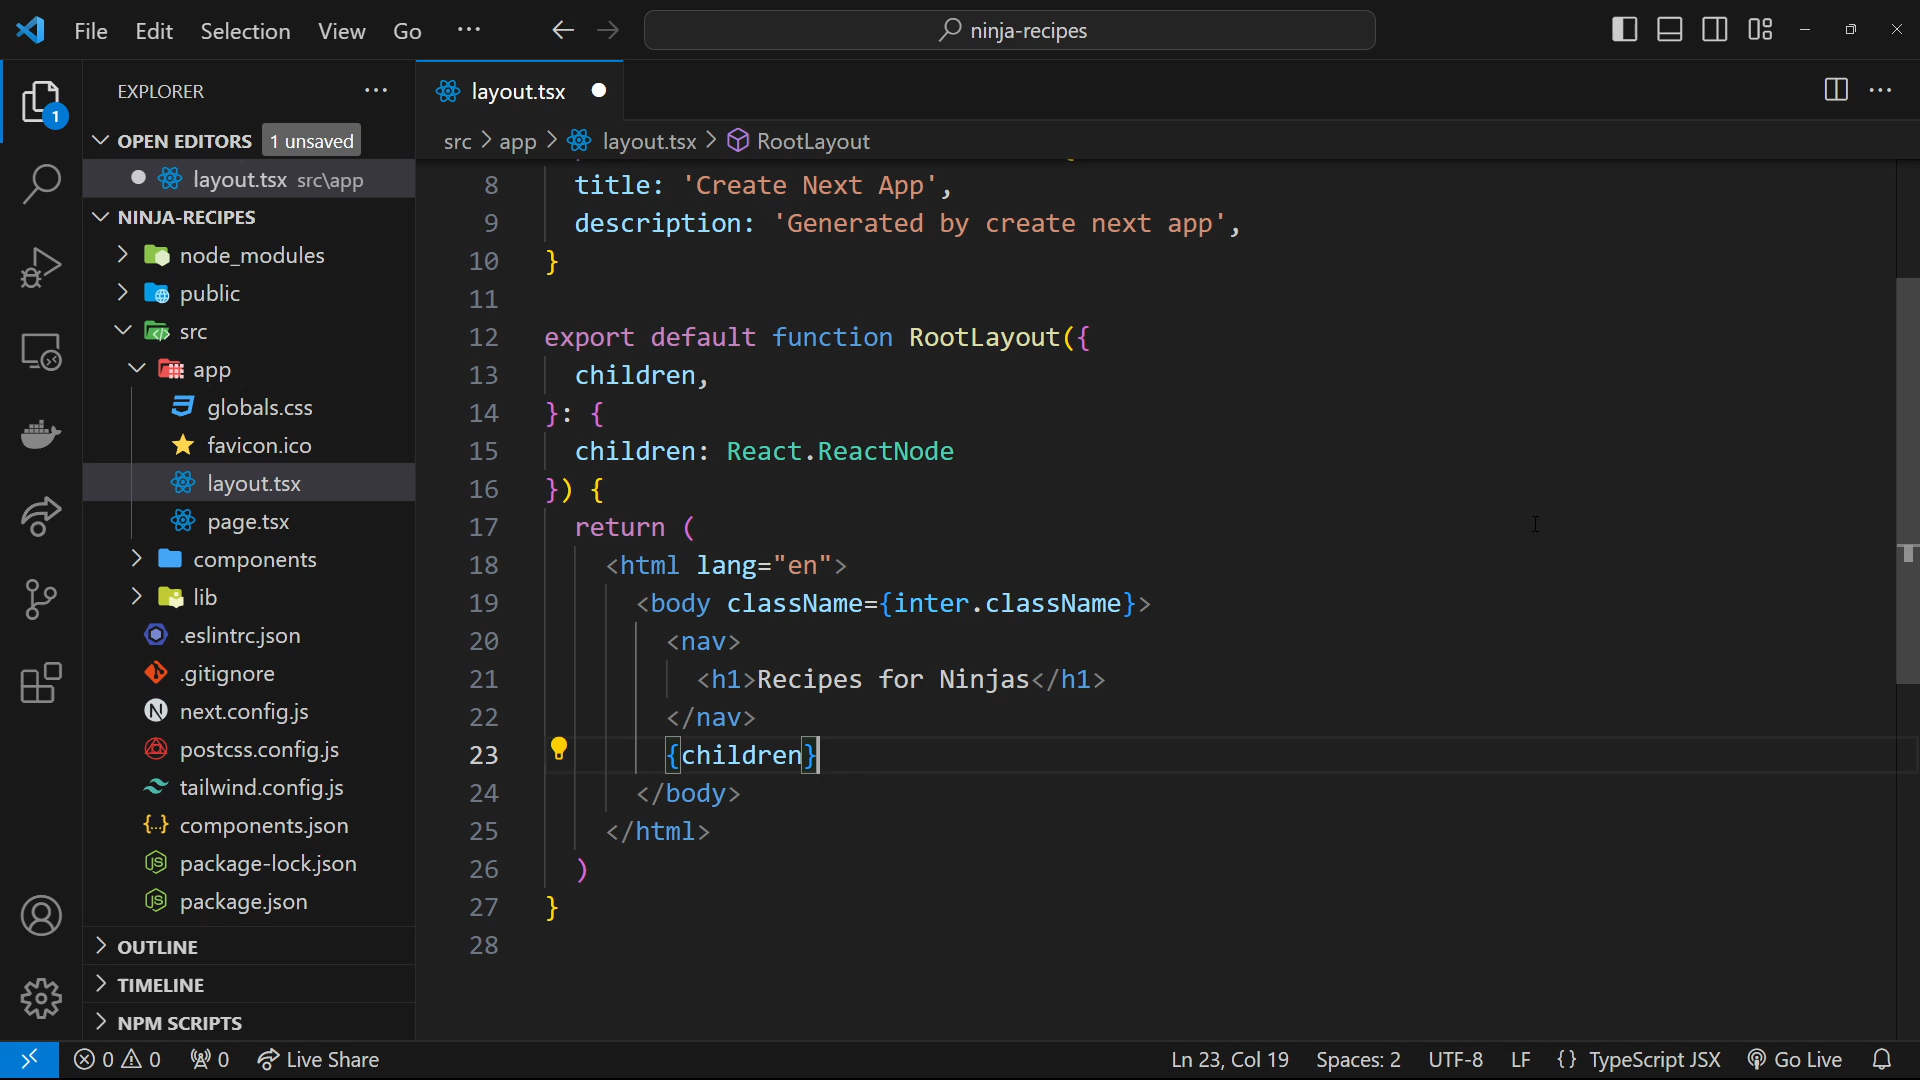 File Edit Selection View Go ··· ninja-recipes
EXPLORER ···
1
OPEN EDITORS 1 unsaved
layout.tsx src\app
NINJA-RECIPES
node_modules
public
src
app
globals.css
favicon.ico
layout.tsx
page.tsx
components
lib
.eslintrc.json
.gitignore
next.config.js
postcss.config.js
tailwind.config.js
components.json
package-lock.json
package.json
OUTLINE
TIMELINE
NPM SCRIPTS
layout.tsx
src > app > layout.tsx > RootLayout
8 title: 'Create Next App',
9 description: 'Generated by create next app',
10 }
11
12 export default function RootLayout({
13 children,
14 }: {
15 children: React.ReactNode
16 }) {
17 return (
18 <html lang="en">
19 <body className={inter.className}>
20 <nav>
21 <h1>Recipes for Ninjas</h1>
22 </nav>
23 {children}
24 </body>
25 </html>
26 )
27 }
28
0 0 0 Live Share Ln 23, Col 19 Spaces: 2 UTF-8 LF {} TypeScript JSX Go Live